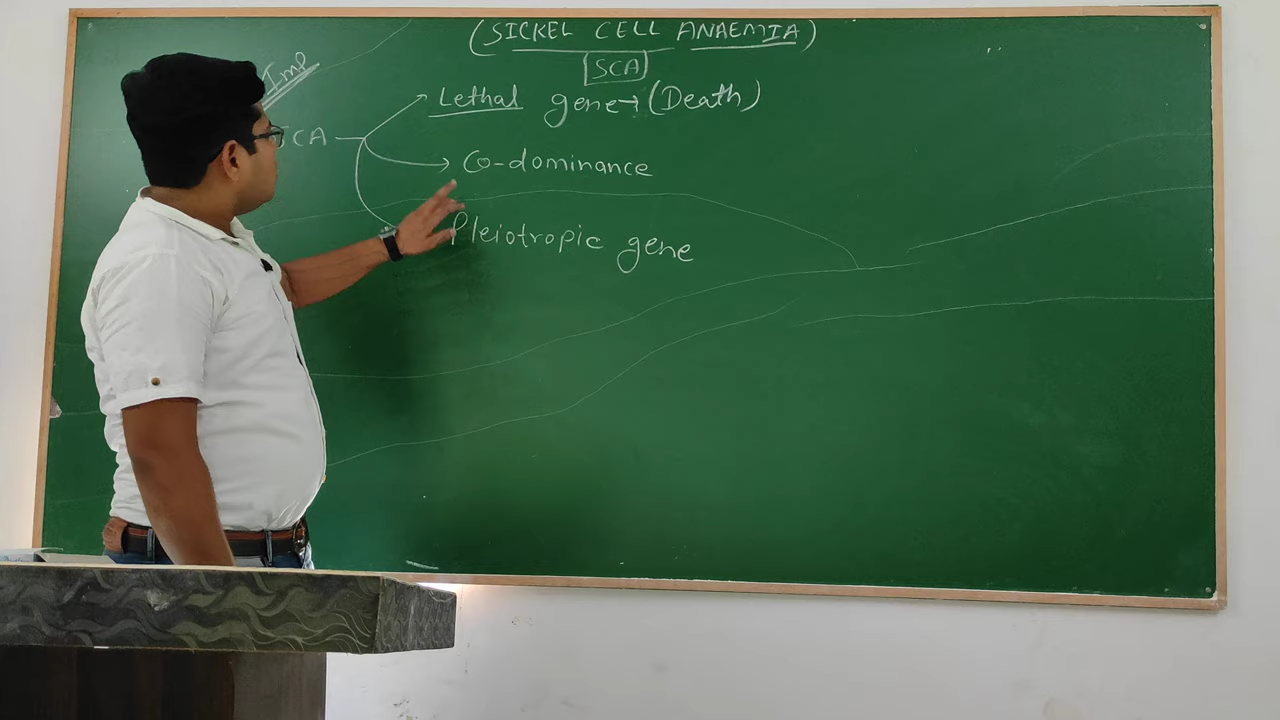 (SICKEL CELL ANAEMIA)
SCA
Imp
Lethal gene→(Death)
CA
Co-dominance
Pleiotropic gene